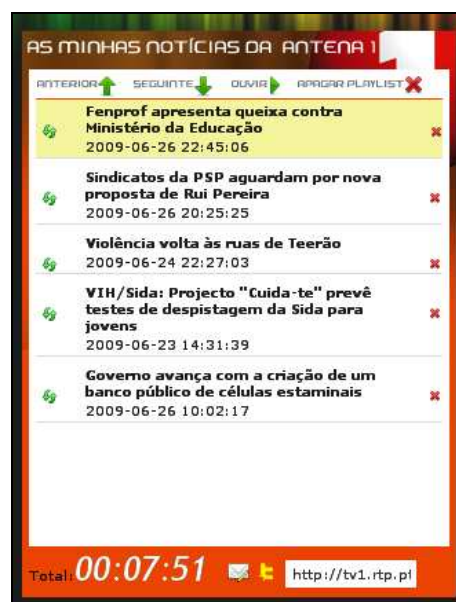 AS MINHAS NOTÍCIAS DA ANTENA 1
ANTERIOR SEGUINTE OUVIR APAGAR PLAYLIST
Fenprof apresenta queixa contra
Ministério da Educação
2009-06-26 22:45:06
Sindicatos da PSP aguardam por nova
proposta de Rui Pereira
2009-06-26 20:25:25
Violência volta às ruas de Teerão
2009-06-24 22:27:03
VIH/Sida: Projecto "Cuida-te" prevê
testes de despistagem da Sida para
jovens
2009-06-23 14:31:39
Governo avança com a criação de um
banco público de células estaminais
2009-06-26 10:02:17
Total: 00:07:51 http://tv1.rtp.pt